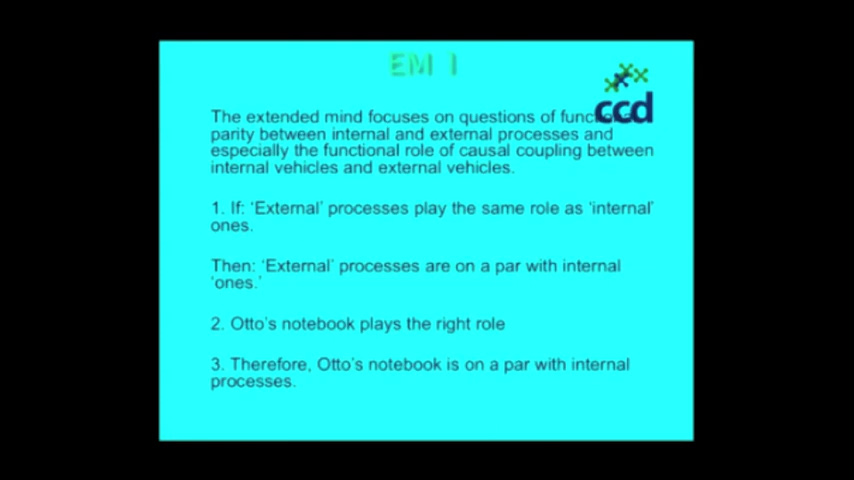 EM 1
ccd
The extended mind focuses on questions of functional
parity between internal and external processes and
especially the functional role of causal coupling between
internal vehicles and external vehicles.
1. If: ‘External’ processes play the same role as ‘internal’
ones.
Then: ‘External’ processes are on a par with internal
‘ones.’
2. Otto’s notebook plays the right role
3. Therefore, Otto’s notebook is on a par with internal
processes.